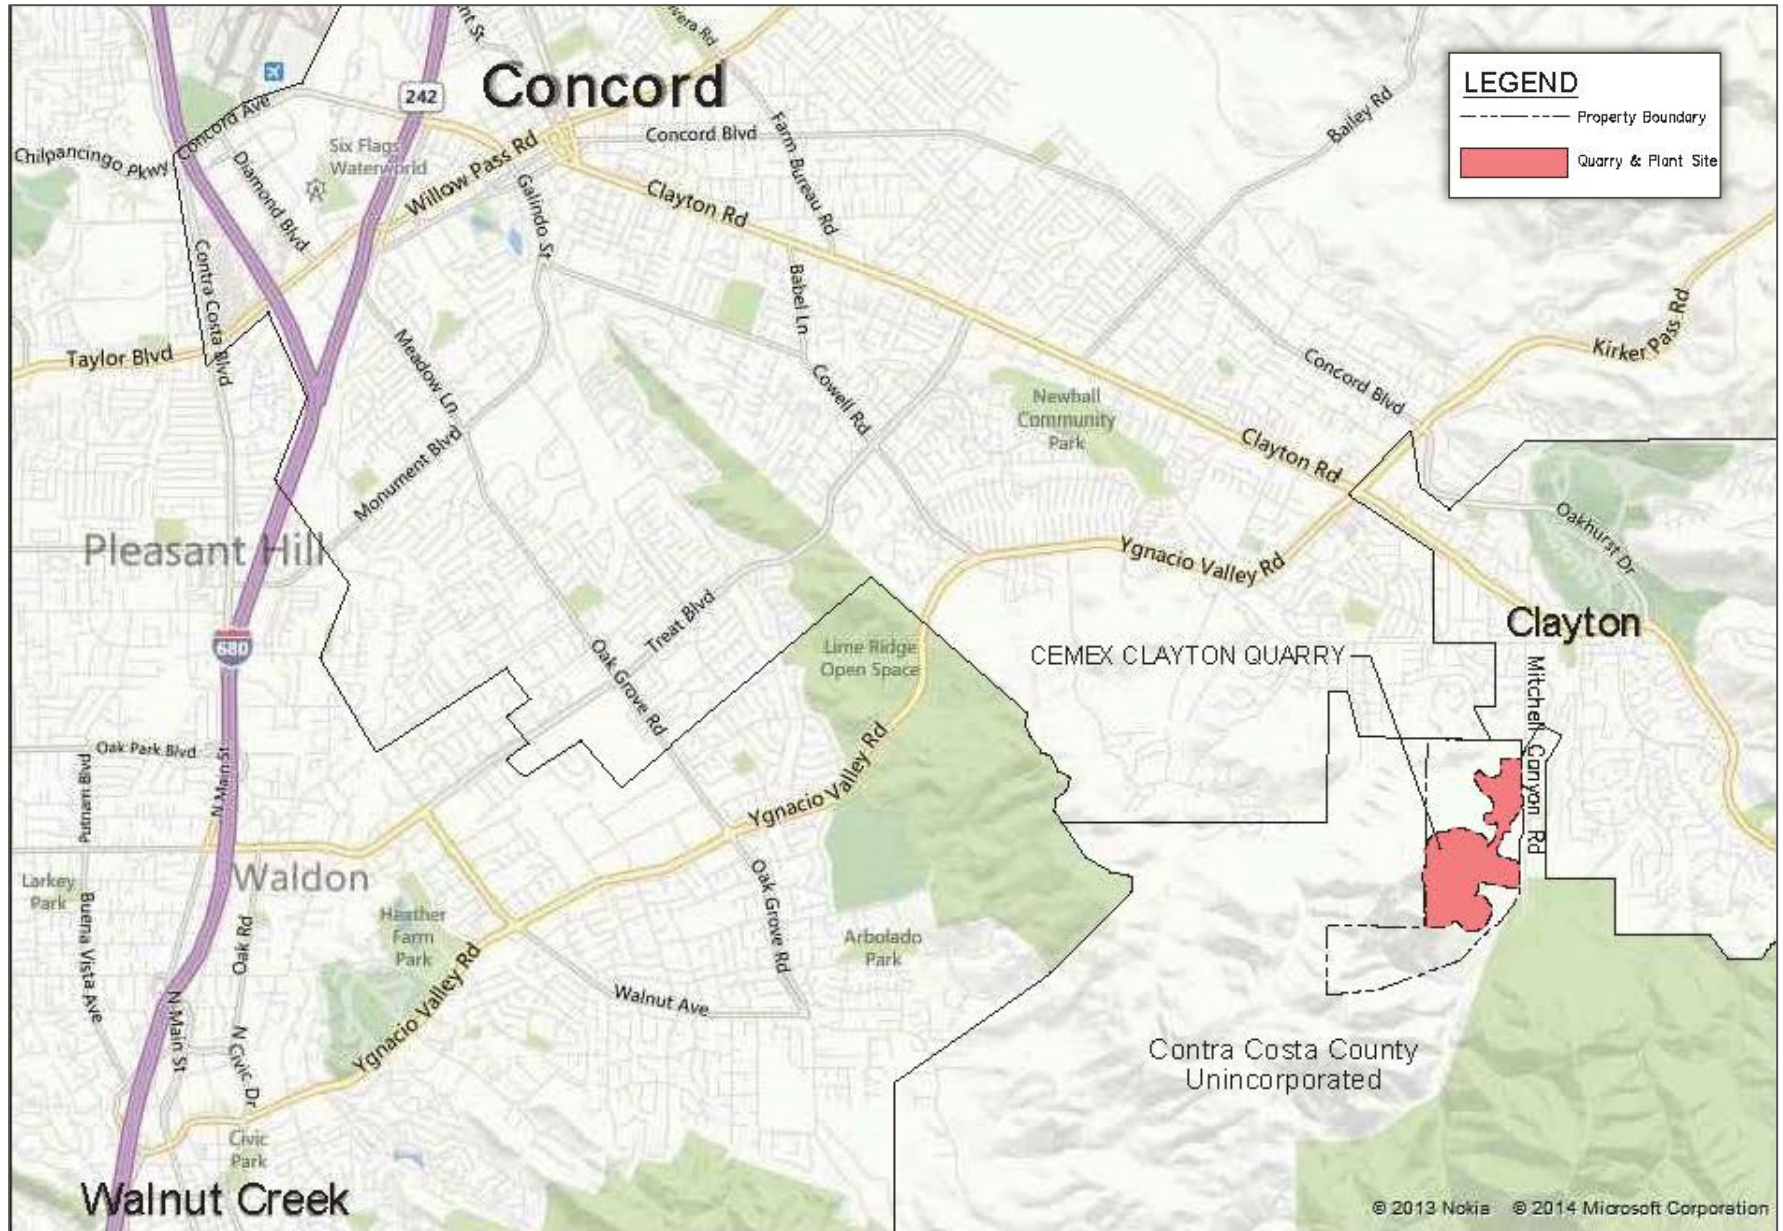 Concord
242
Concord Ave
Chilpancingo Pkwy
Diamond Blvd
Six Flags
Waterworld
Willow Pass Rd
Galindo St
Concord Blvd
Farm Bureau Rd
Bailey Rd
LEGEND
Property Boundary
Quarry & Plant Site
Clayton Rd
Contra Costa Blvd
Babel Ln
Taylor Blvd
Meadow Ln
Cowell Rd
Kirker Pass Rd
Concord Blvd
Newhall
Community
Park
Clayton Rd
Monument Blvd
Pleasant Hill
Ygnacio Valley Rd
Oakhurst Dr
Treat Blvd
Clayton
680
Oak Grove Rd
Lime Ridge
Open Space
CEMEX CLAYTON QUARRY
Mitchell Canyon Rd
Oak Park Blvd
Putnam Blvd
N Main St
Ygnacio Valley Rd
Waldon
Larkey
Park
Buena Vista Ave
Oak Rd
Heather
Farm
Park
Oak Grove Rd
Arbolado
Park
Ygnacio Valley Rd
Walnut Ave
N Main St
N Civic Dr
Contra Costa County
Unincorporated
Civic
Park
Walnut Creek
© 2013 Nokia © 2014 Microsoft Corporation